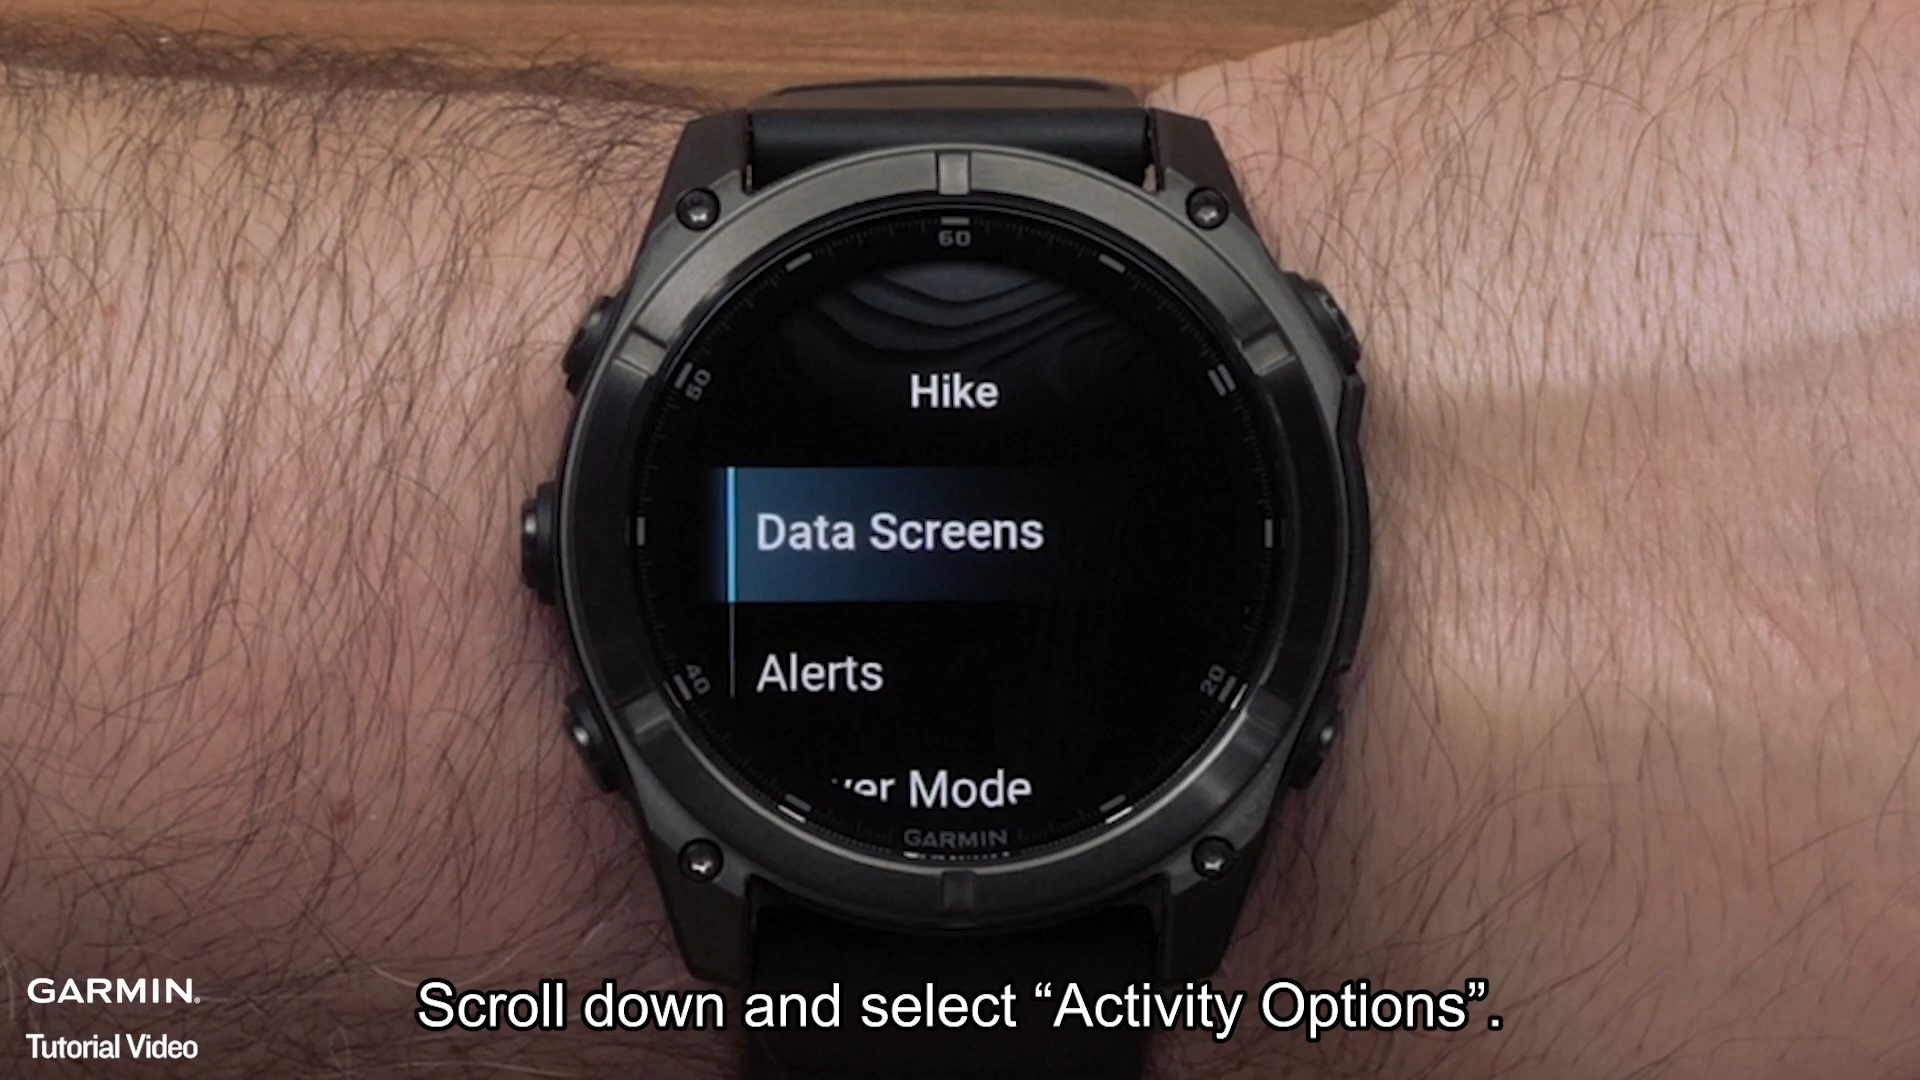 60
50
Hike
Data Screens
Alerts
40
20
er Mode
GARMIN
GARMIN
Tutorial Video
Scroll down and select “Activity Options”.